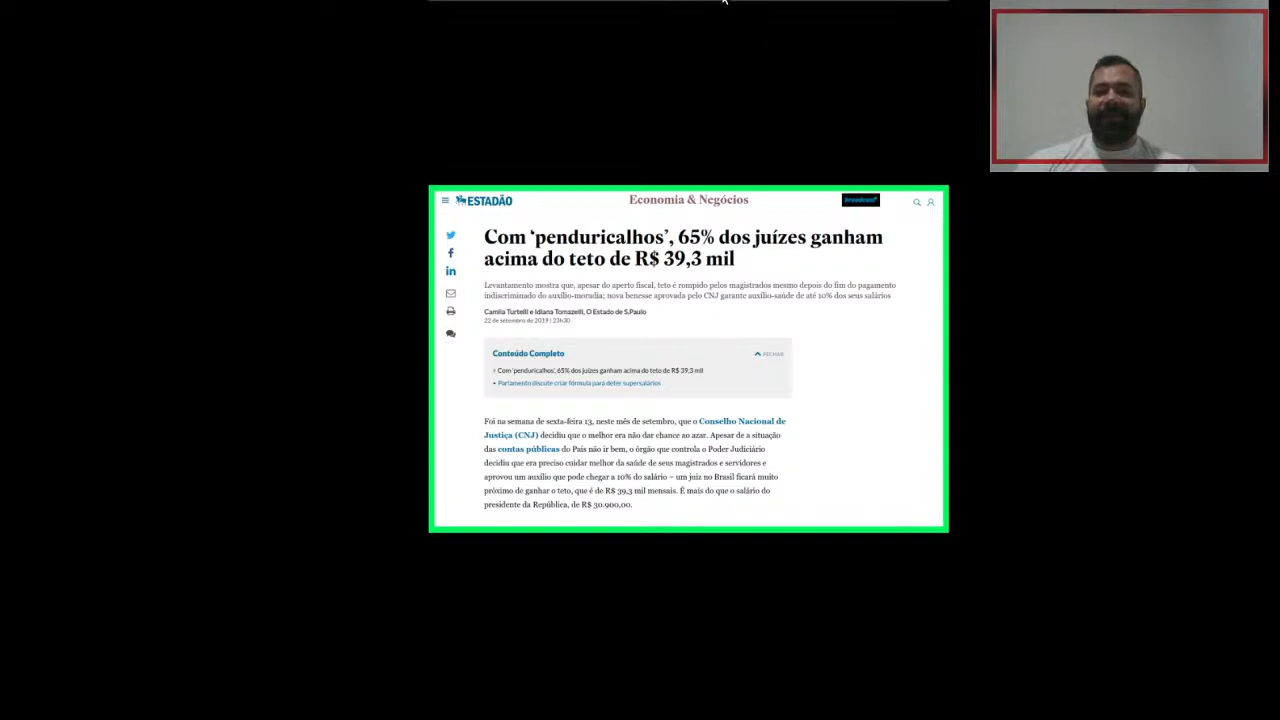 ESTADÃO
Economia & Negócios
broadcast
Com ‘penduricalhos’, 65% dos juízes ganham
acima do teto de R$ 39,3 mil
Levantamento mostra que, apesar do aperto fiscal, teto é rompido pelos magistrados mesmo depois do fim do pagamento
indiscriminado do auxílio-moradia; nova benesse aprovada pelo CNJ garante auxílio-saúde de até 10% dos seus salários
Camila Turtelli e Idiana Tomazelli, O Estado de S.Paulo
22 de setembro de 2019 | 23h30
Conteúdo Completo
FECHAR
Com ‘penduricalhos’, 65% dos juízes ganham acima do teto de R$ 39,3 mil
Parlamento discute criar fórmula para deter supersalários
Foi na semana de sexta-feira 13, neste mês de setembro, que o Conselho Nacional de
Justiça (CNJ) decidiu que o melhor era não dar chance ao azar. Apesar de a situação
das contas públicas do País não ir bem, o órgão que controla o Poder Judiciário
decidiu que era preciso cuidar melhor da saúde de seus magistrados e servidores e
aprovou um auxílio que pode chegar a 10% do salário – um juiz no Brasil ficará muito
próximo de ganhar o teto, que é de R$ 39,3 mil mensais. É mais do que o salário do
presidente da República, de R$ 30.900,00.